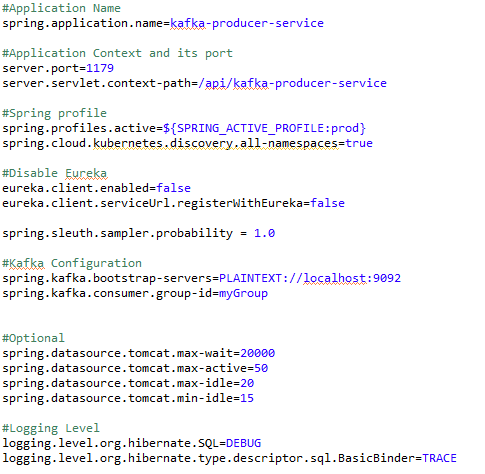 #Application Name
spring.application.name=kafka-producer-service
#Application Context and its port
server.port=1179
server.servlet.context-path=/api/kafka-producer-service
#Spring profile
spring.profiles.active=${SPRING_ACTIVE_PROFILE:prod}
spring.cloud.kubernetes.discovery.all-namespaces=true
#Disable Eureka
eureka.client.enabled=false
eureka.client.serviceUrl.registerWithEureka=false
spring.sleuth.sampler.probability = 1.0
#Kafka Configuration
spring.kafka.bootstrap-servers=PLAINTEXT://localhost:9092
spring.kafka.consumer.group-id=myGroup
#Optional
spring.datasource.tomcat.max-wait=20000
spring.datasource.tomcat.max-active=50
spring.datasource.tomcat.max-idle=20
spring.datasource.tomcat.min-idle=15
#Logging Level
logging.level.org.hibernate.SQL=DEBUG
logging.level.org.hibernate.type.descriptor.sql.BasicBinder=TRACE